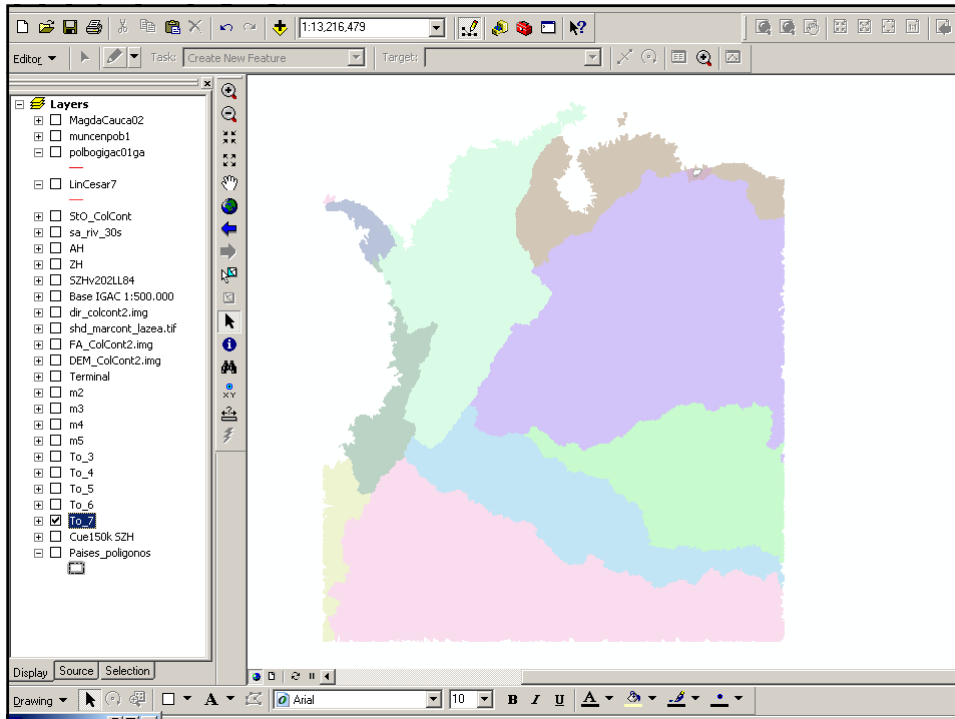 1:13,216,479
Editor Task: Create New Feature Target:
Layers
MagdaCauca02
muncenpob1
polbogigac01ga
LinCesar7
StO_ColCont
sa_riv_30s
AH
ZH
SZHv202LL84
Base IGAC 1:500.000
dir_colcont2.img
shd_marcont_lazea.tif
FA_ColCont2.img
DEM_ColCont2.img
Terminal
m2
m3
m4
m5
To_3
To_4
To_5
To_6
To_7
Cue150k SZH
Paises_poligonos
XY
Display Source Selection
Drawing A Arial 10 B I U A